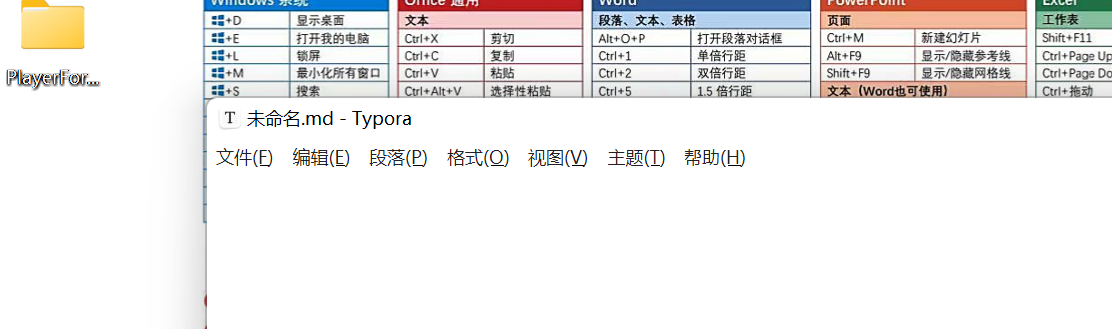 Windows 系统
Win+D 显示桌面
+E 打开我的电脑
+L 锁屏
+M 最小化所有窗口
+S 搜索
Office 通用
文本
Ctrl+X 剪切
Ctrl+C 复制
Ctrl+V 粘贴
Ctrl+Alt+V 选择性粘贴
Word
段落、文本、表格
Alt+O+P 打开段落对话框
Ctrl+1 单倍行距
Ctrl+2 双倍行距
Ctrl+5 1.5 倍行距
PowerPoint
页面
Ctrl+M 新建幻灯片
Alt+F9 显示/隐藏参考线
Shift+F9 显示/隐藏网格线
文本（Word也可使用）
Excel
工作表
Shift+F11
Ctrl+Page Up
Ctrl+Page Do
Ctrl+拖动
PlayerFor...
T 未命名.md - Typora
文件(F) 编辑(E) 段落(P) 格式(O) 视图(V) 主题(T) 帮助(H)